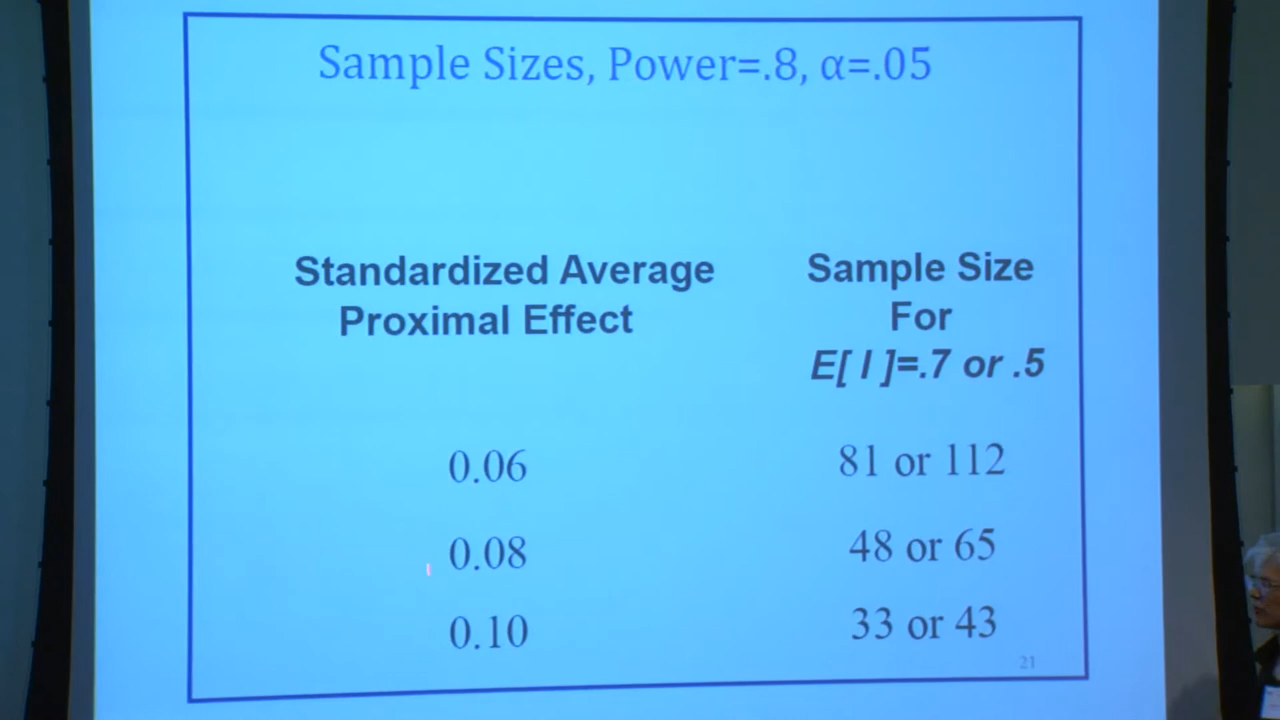 Sample Sizes, Power=.8, α=.05
Standardized Average
Proximal Effect
Sample Size
For
E[ I ]=.7 or .5
0.06
81 or 112
0.08
48 or 65
0.10
33 or 43
21